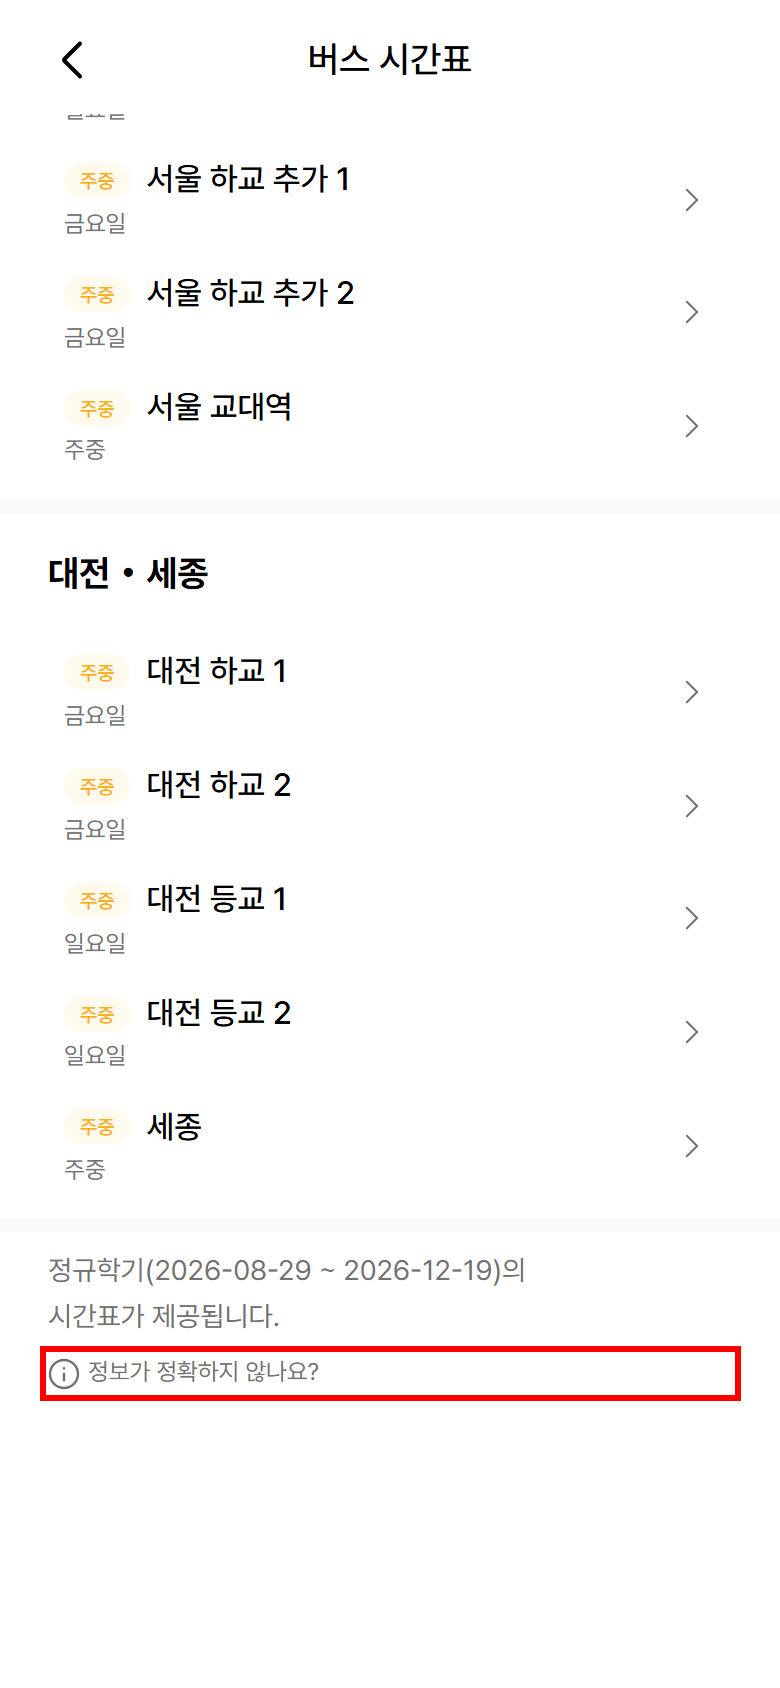 버스 시간표
일요일
주중 서울 하교 추가 1
금요일
주중 서울 하교 추가 2
금요일
주중 서울 교대역
주중
대전 • 세종
주중 대전 하교 1
금요일
주중 대전 하교 2
금요일
주중 대전 등교 1
일요일
주중 대전 등교 2
일요일
주중 세종
주중
정규학기(2026-08-29 ~ 2026-12-19)의
시간표가 제공됩니다.
정보가 정확하지 않나요?